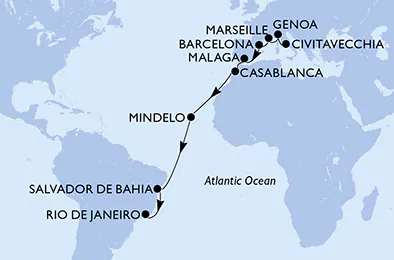 GENOA
MARSEILLE
BARCELONA
CIVITAVECCHIA
MALAGA
CASABLANCA
MINDELO
Atlantic Ocean
SALVADOR DE BAHIA
RIO DE JANEIRO